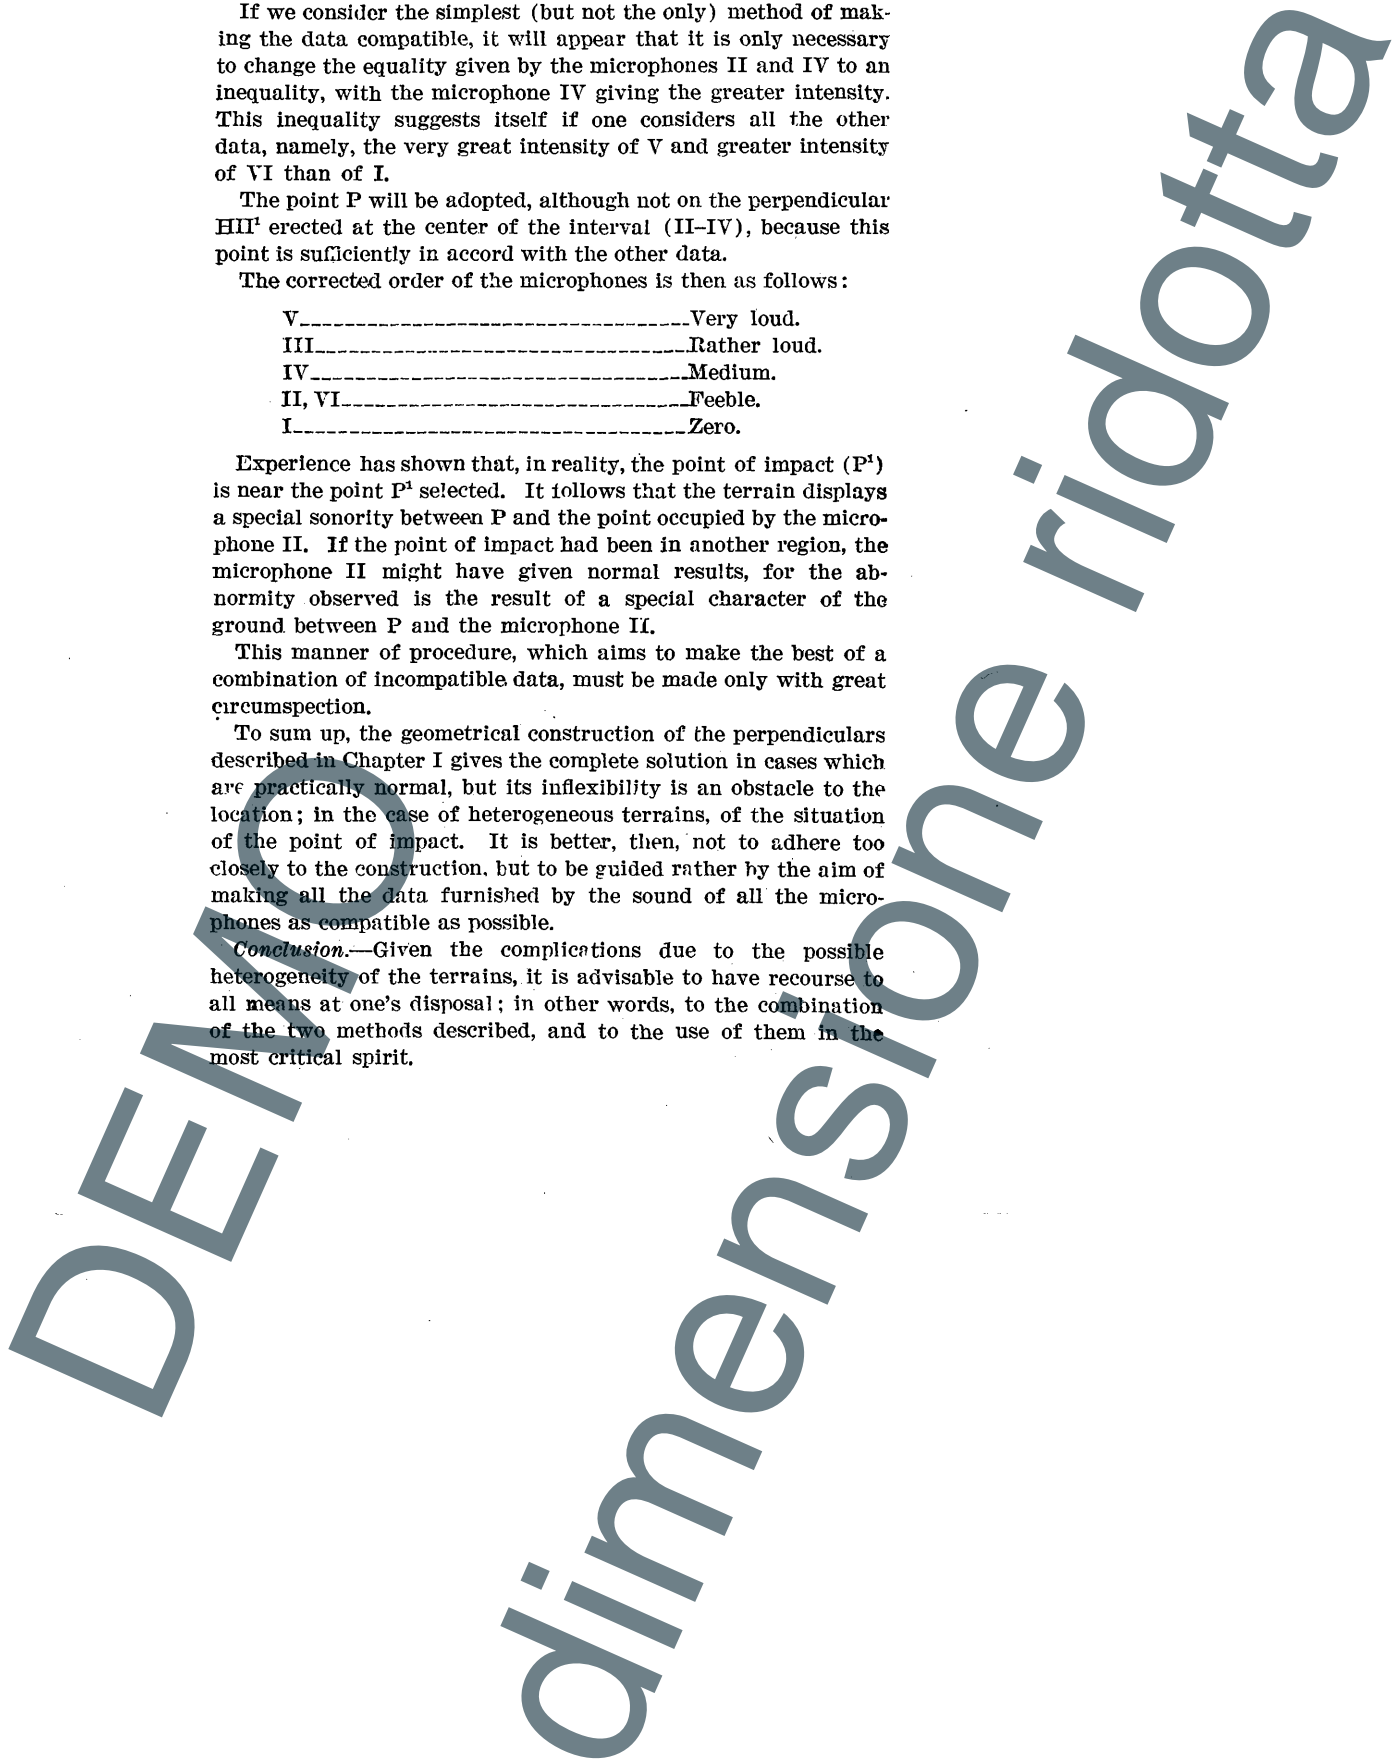 If we consider the simplest (but not the only) method of mak-
ing the data compatible, it will appear that it is only necessary
to change the equality given by the microphones II and IV to an
inequality, with the microphone IV giving the greater intensity.
This inequality suggests itself if one considers all the other
data, namely, the very great intensity of V and greater intensity
of VI than of I.
The point P will be adopted, although not on the perpendicular
HII¹ erected at the center of the interval (II–IV), because this
point is sufficiently in accord with the other data.
The corrected order of the microphones is then as follows:
V------------------------------------Very loud.
III------------------------------------Rather loud.
IV------------------------------------Medium.
II, VI------------------------------------Feeble.
I------------------------------------Zero.
Experience has shown that, in reality, the point of impact (P¹)
is near the point P¹ selected. It follows that the terrain displays
a special sonority between P and the point occupied by the micro-
phone II. If the point of impact had been in another region, the
microphone II might have given normal results, for the ab-
normity observed is the result of a special character of the
ground between P and the microphone II.
This manner of procedure, which aims to make the best of a
combination of incompatible data, must be made only with great
circumspection.
To sum up, the geometrical construction of the perpendiculars
described in Chapter I gives the complete solution in cases which
are practically normal, but its inflexibility is an obstacle to the
location; in the case of heterogeneous terrains, of the situation
of the point of impact. It is better, then, not to adhere too
closely to the construction, but to be guided rather by the aim of
making all the data furnished by the sound of all the micro-
phones as compatible as possible.
Conclusion.—Given the complications due to the possible
heterogeneity of the terrains, it is advisable to have recourse to
all means at one's disposal; in other words, to the combination
of the two methods described, and to the use of them in the
most critical spirit.
DEMO
dimensione ridotta